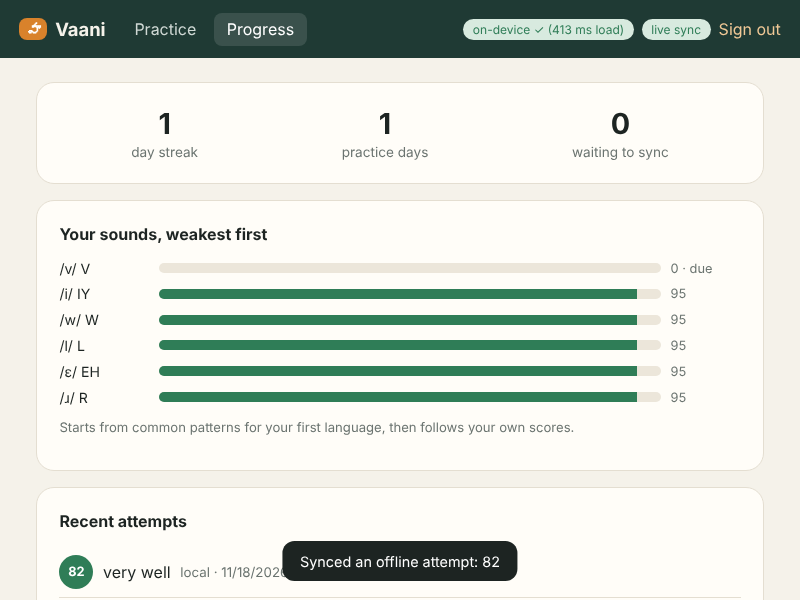 Vaani Practice Progress on-device ✓ (413 ms load) live sync Sign out
1 1 0
day streak practice days waiting to sync
Your sounds, weakest first
/v/ V 0 · due
/i/ IY 95
/w/ W 95
/l/ L 95
/ɛ/ EH 95
/ɹ/ R 95
Starts from common patterns for your first language, then follows your own scores.
Recent attempts
82 very well local · 11/18/202
Synced an offline attempt: 82